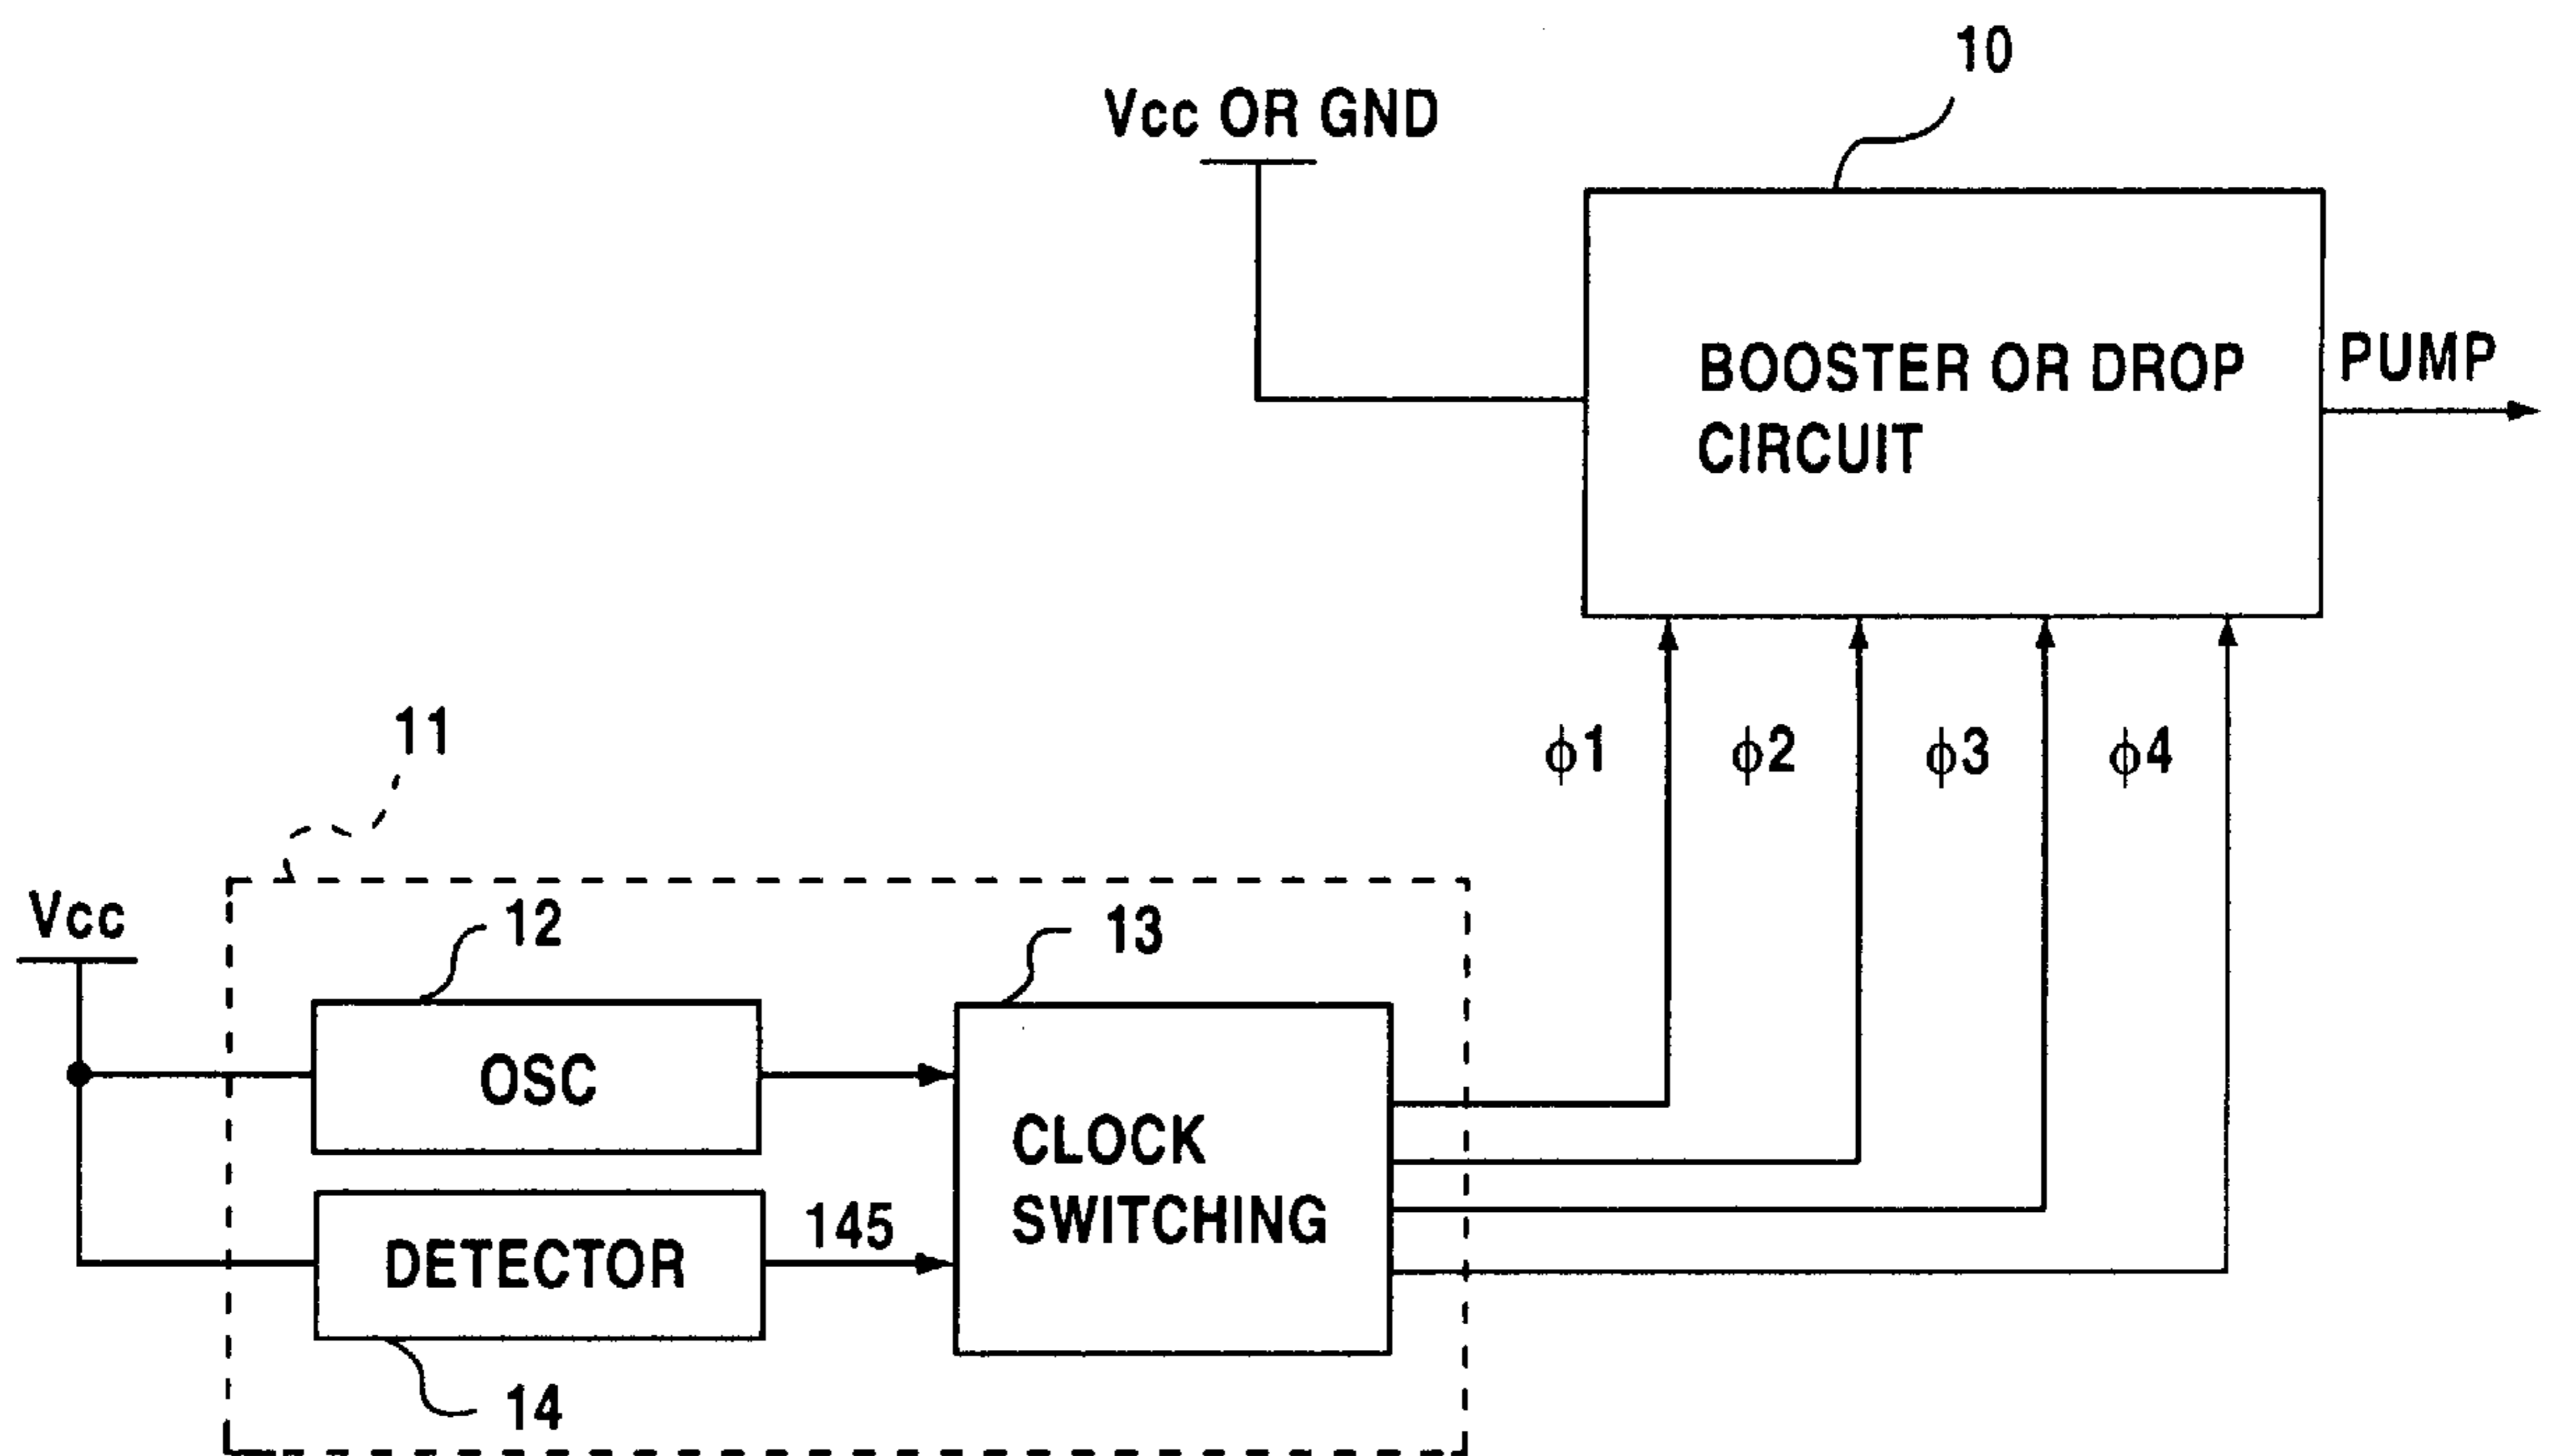 10
Vcc OR GND
BOOSTER OR DROP
CIRCUIT
PUMP
ϕ1
ϕ2
ϕ3
ϕ4
11
Vcc
12
13
OSC
CLOCK
SWITCHING
145
DETECTOR
14